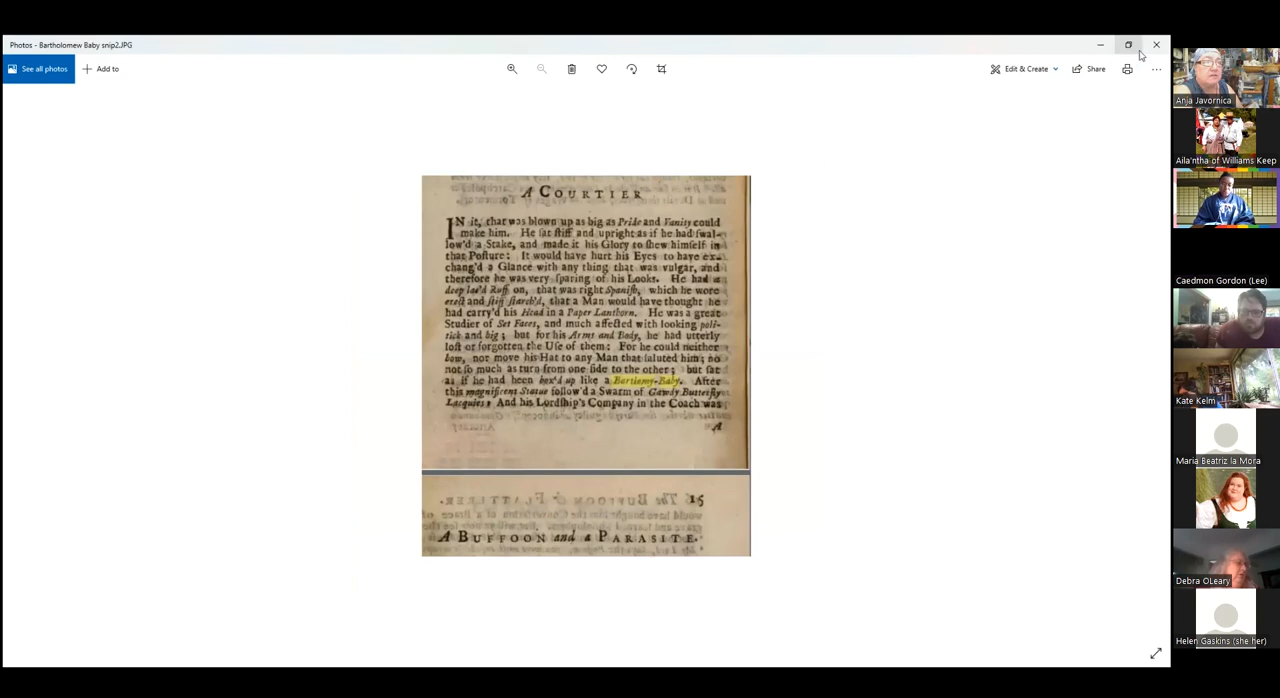 Photos - Bartholomew Baby snip2.JPG
See all photos
Add to
Edit & Create
Share
A COURTIER
IN it, that was blown up as big as Pride and Vanity could
make him. He ſat ſtiff and upright as if he had ſwal-
low'd a Stake, and made it his Glory to ſhew himſelf in
that Poſture: It would have hurt his Eyes to have ex-
chang'd a Glance with any thing that was vulgar, and
therefore he was very ſparing of his Looks. He had a
deep lac'd Ruff on, that was right Spaniſh, which he wore
erect and ſtiff ſtarch'd, that a Man would have thought he
had carry'd his Head in a Paper Lanthorn. He was a great
Studier of Set Faces, and much affected with looking poli-
tick and big; but for his Arms and Body, he had utterly
loſt or forgotten the Uſe of them: For he could neither
bow, nor move his Hat to any Man that ſaluted him; no
not ſo much as turn from one ſide to the other; but ſat
as if he had been box'd up like a Bartlemy-Baby. After
this magnificent Statue follow'd a Swarm of Gawdy Butterfly
Lacquies: And his Lordſhip's Company in the Coach was
A
15
A BUFFOON and a PARASITE.
Anja Javornica
Aila'ntha of Williams Keep
Caedmon Gordon (Lee)
Kate Kelm
Maria Beatriz la Mora
Debra OLeary
Helen Gaskins (she her)